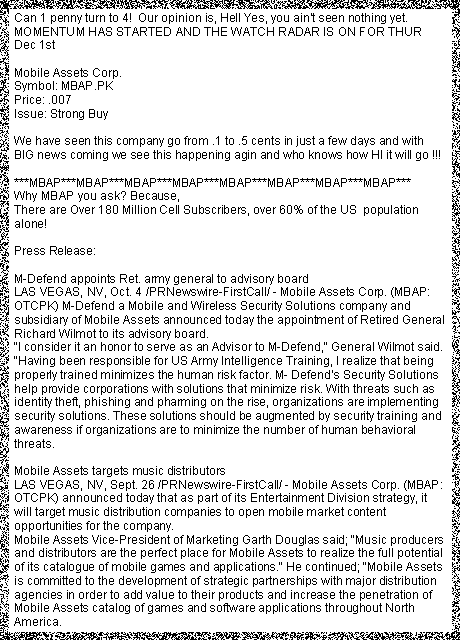 Can 1 penny turn to 4!  Our opinion is, Hell Yes, you ain't seen nothing yet.
MOMENTUM HAS STARTED AND THE WATCH RADAR IS ON FOR THUR
Dec 1st
Mobile Assets Corp.
Symbol: MBAP.PK
Price: .007
Issue: Strong Buy
We have seen this company go from .1 to .5 cents in just a few days and with
BIG news coming we see this happening agin and who knows how HI it will go !!!
***MBAP***MBAP***MBAP***MBAP***MBAP***MBAP***MBAP***MBAP***
Why MBAP you ask? Because,
There are Over 180 Million Cell Subscribers, over 60% of the US  population
alone!
Press Release:
M-Defend appoints Ret. army general to advisory board
LAS VEGAS, NV, Oct. 4 /PRNewswire-FirstCall/ - Mobile Assets Corp. (MBAP:
OTCPK) M-Defend a Mobile and Wireless Security Solutions company and
subsidiary of Mobile Assets announced today the appointment of Retired General
Richard Wilmot to its advisory board.
"I consider it an honor to serve as an Advisor to M-Defend," General Wilmot said.
"Having been responsible for US Army Intelligence Training, I realize that being
properly trained minimizes the human risk factor. M- Defend's Security Solutions
help provide corporations with solutions that minimize risk. With threats such as
identity theft, phishing and pharming on the rise, organizations are implementing
security solutions. These solutions should be augmented by security training and
awareness if organizations are to minimize the number of human behavioral
threats.
Mobile Assets targets music distributors
LAS VEGAS, NV, Sept. 26 /PRNewswire-FirstCall/ - Mobile Assets Corp. (MBAP:
OTCPK) announced today that as part of its Entertainment Division strategy, it
will target music distribution companies to open mobile market content
opportunities for the company.
Mobile Assets Vice-President of Marketing Garth Douglas said; "Music producers
and distributors are the perfect place for Mobile Assets to realize the full potential
of its catalogue of mobile games and applications." He continued; "Mobile Assets
is committed to the development of strategic partnerships with major distribution
agencies in order to add value to their products and increase the penetration of
Mobile Assets catalog of games and software applications throughout North
America.